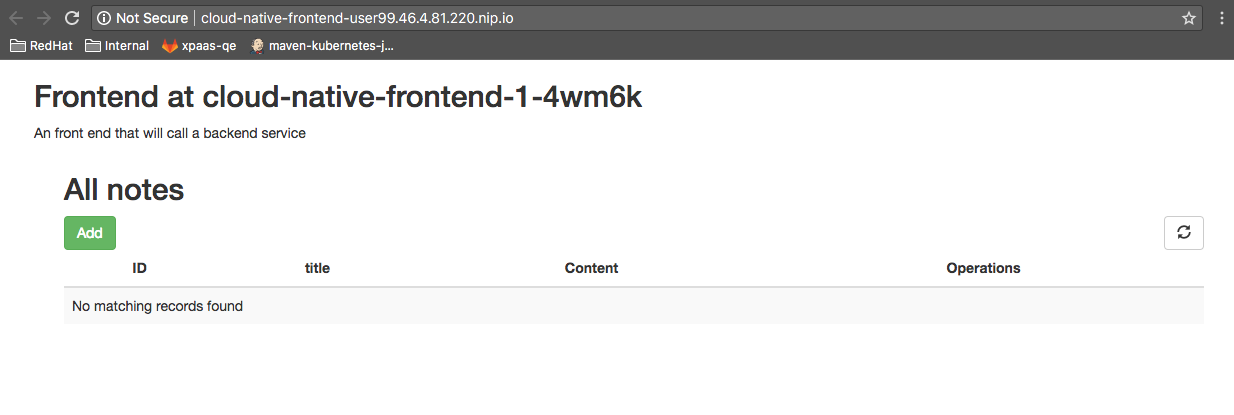 Not Secure cloud-native-frontend-user99.46.4.81.220.nip.io
RedHat Internal xpaas-qe maven-kubernetes-j...
Frontend at cloud-native-frontend-1-4wm6k
An front end that will call a backend service
All notes
Add
ID title Content Operations
No matching records found